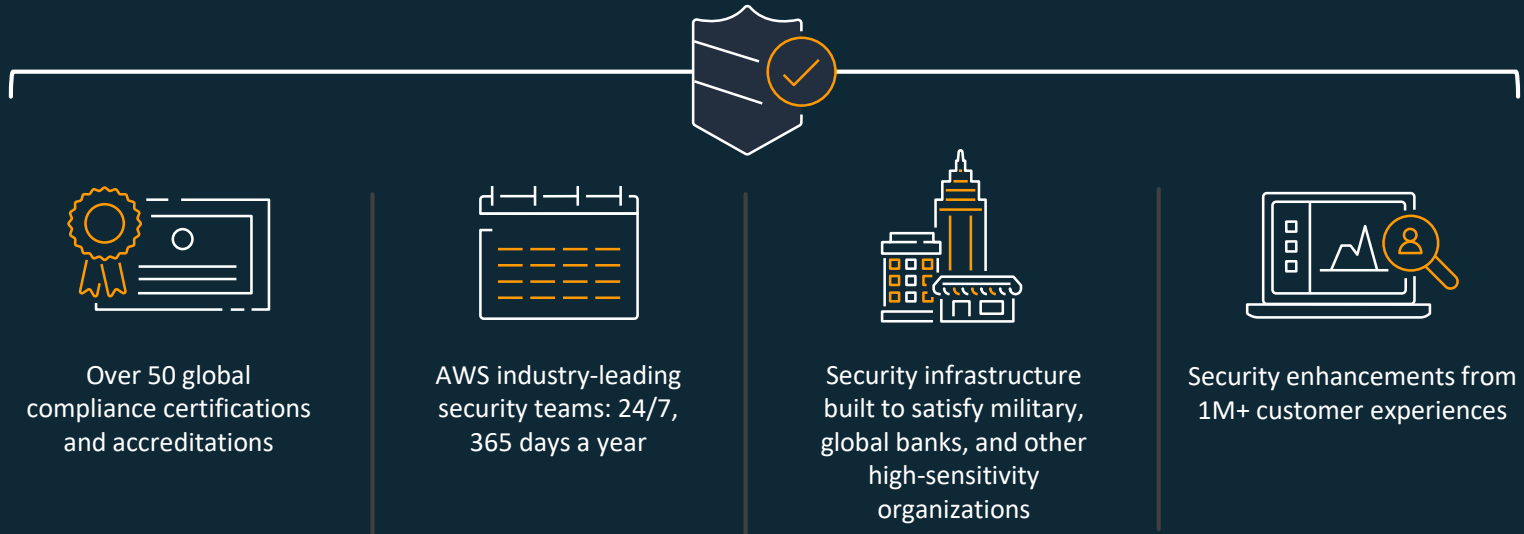 Over 50 global
compliance certifications
and accreditations
AWS industry-leading
security teams: 24/7,
365 days a year
Security infrastructure
built to satisfy military,
global banks, and other
high-sensitivity
organizations
Security enhancements from
1M+ customer experiences